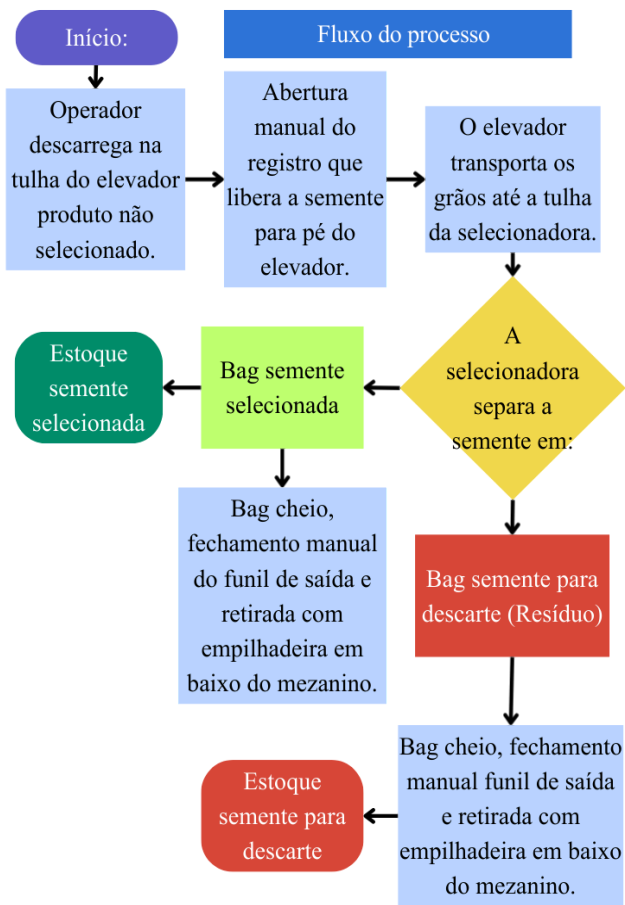 Início:
Fluxo do processo
Operador
descarrega na
tulha do elevador
produto não
selecionado.
Abertura
manual do
registro que
libera a semente
para pé do
elevador.
O elevador
transporta os
grãos até a tulha
da selecionadora.
A
selecionadora
separa a
semente em:
Bag semente
selecionada
Estoque
semente
selecionada
Bag cheio,
fechamento manual
do funil de saída e
retirada com
empilhadeira em
baixo do mezanino.
Bag semente para
descarte (Resíduo)
Bag cheio, fechamento
manual funil de saída
e retirada com
empilhadeira em baixo
do mezanino.
Estoque
semente para
descarte